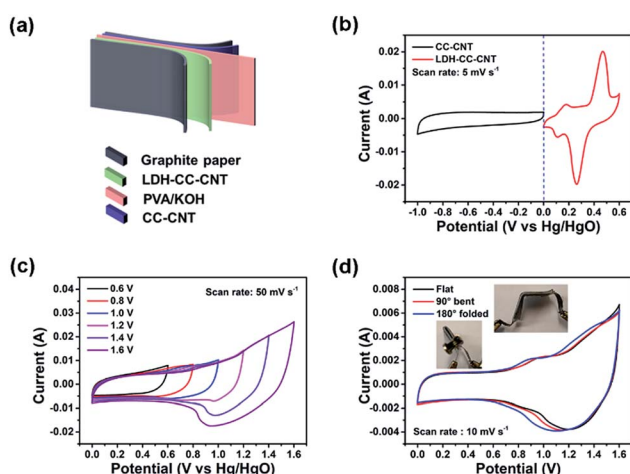 (a)
Graphite paper
LDH-CC-CNT
PVA/KOH
CC-CNT
(b)
CC-CNT
LDH-CC-CNT
Scan rate: 5 mV s⁻¹
Current (A)
0.02
0.01
0.00
-0.01
-0.02
-1.0 -0.8 -0.6 -0.4 -0.2 0.0 0.2 0.4 0.6
Potential (V vs Hg/HgO)
(c)
0.6 V
0.8 V
1.0 V
1.2 V
1.4 V
1.6 V
Scan rate: 50 mV s⁻¹
Current (A)
0.04
0.03
0.02
0.01
0.00
-0.01
-0.02
0.0 0.2 0.4 0.6 0.8 1.0 1.2 1.4 1.6
Potential (V vs Hg/HgO)
(d)
Flat
90° bent
180° folded
Scan rate : 10 mV s⁻¹
Current (A)
0.010
0.008
0.006
0.004
0.002
0.000
-0.002
-0.004
-0.006
0.0 0.2 0.4 0.6 0.8 1.0 1.2 1.4 1.6
Potential (V)